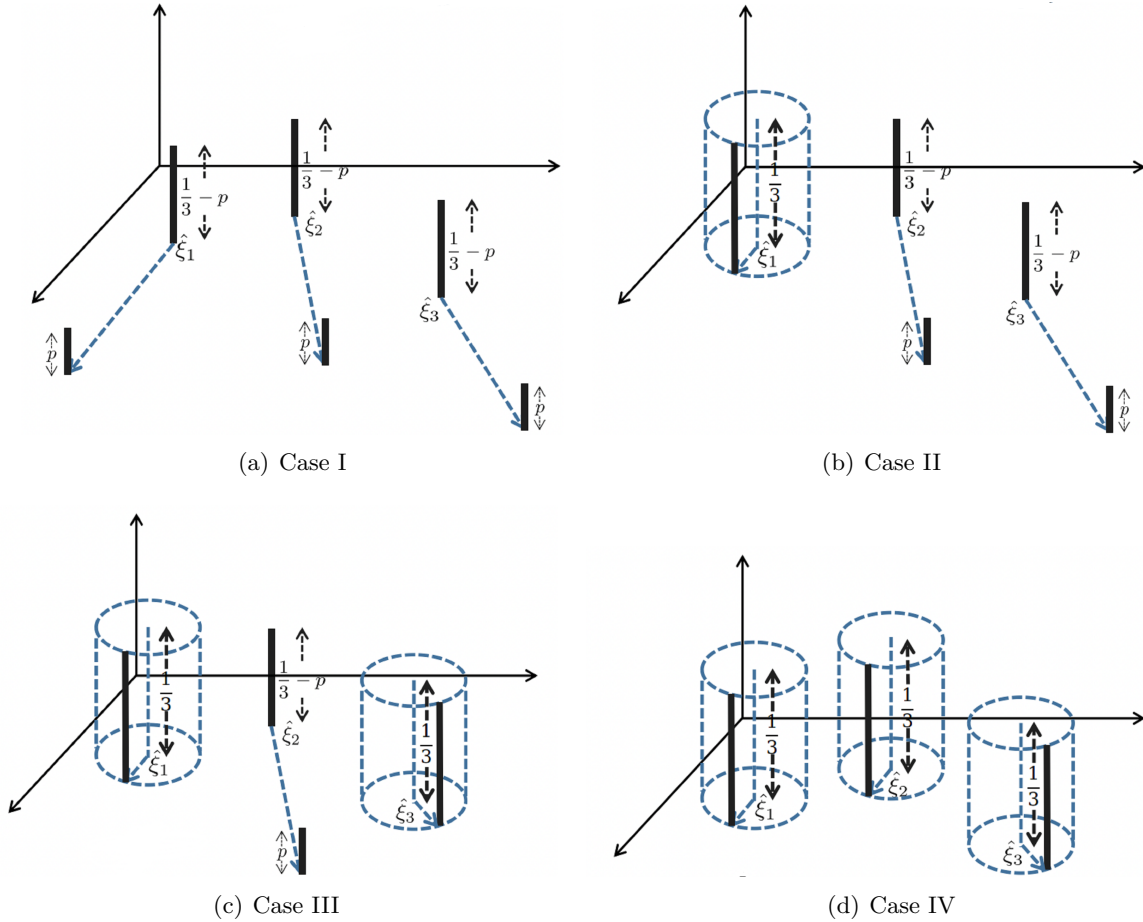 1/3 − p
ξ̂₁
p
1/3 − p
ξ̂₂
p
1/3 − p
ξ̂₃
p
(a) Case I
1/3
ξ̂₁
1/3 − p
ξ̂₂
p
1/3 − p
ξ̂₃
p
(b) Case II
1/3
ξ̂₁
1/3 − p
ξ̂₂
p
1/3
ξ̂₃
(c) Case III
1/3
ξ̂₁
1/3
ξ̂₂
1/3
ξ̂₃
(d) Case IV